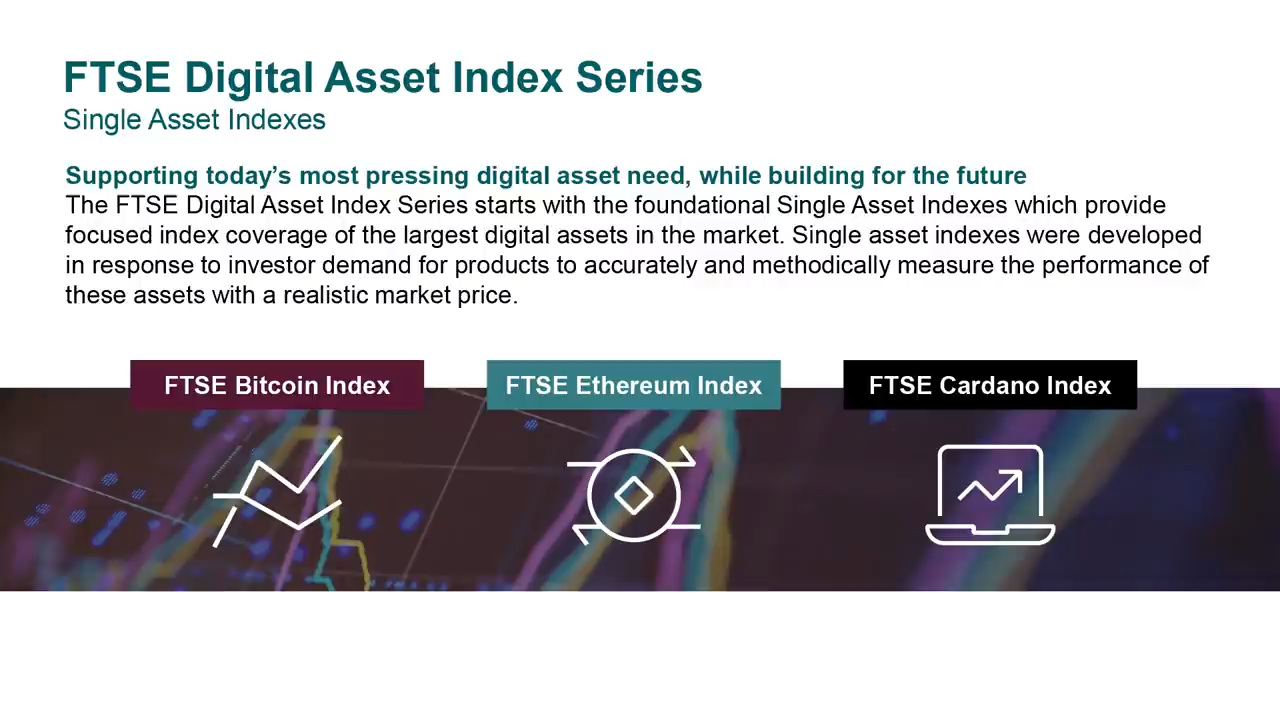 FTSE Digital Asset Index Series
Single Asset Indexes
Supporting today's most pressing digital asset need, while building for the future
The FTSE Digital Asset Index Series starts with the foundational Single Asset Indexes which provide
focused index coverage of the largest digital assets in the market. Single asset indexes were developed
in response to investor demand for products to accurately and methodically measure the performance of
these assets with a realistic market price.
FTSE Bitcoin Index
FTSE Ethereum Index
FTSE Cardano Index